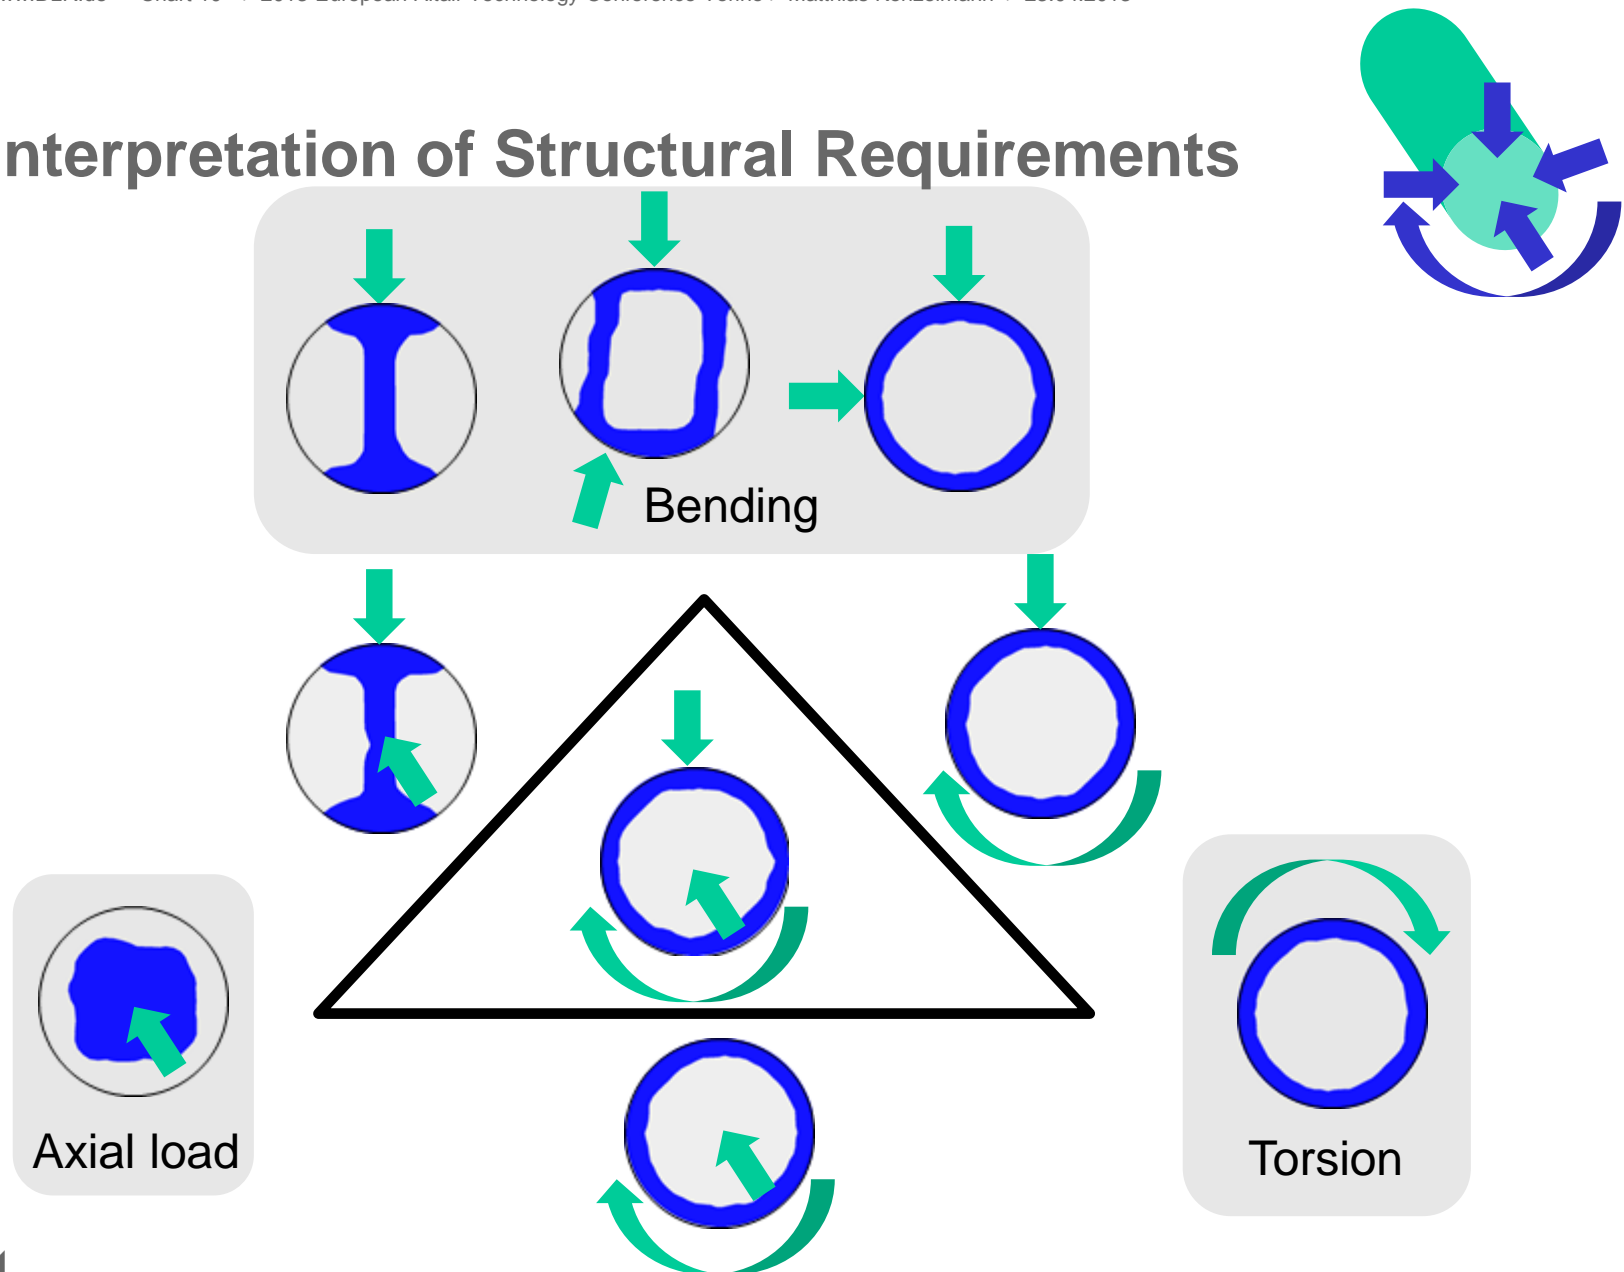 nterpretation of Structural Requirements
Bending
Axial load
Torsion